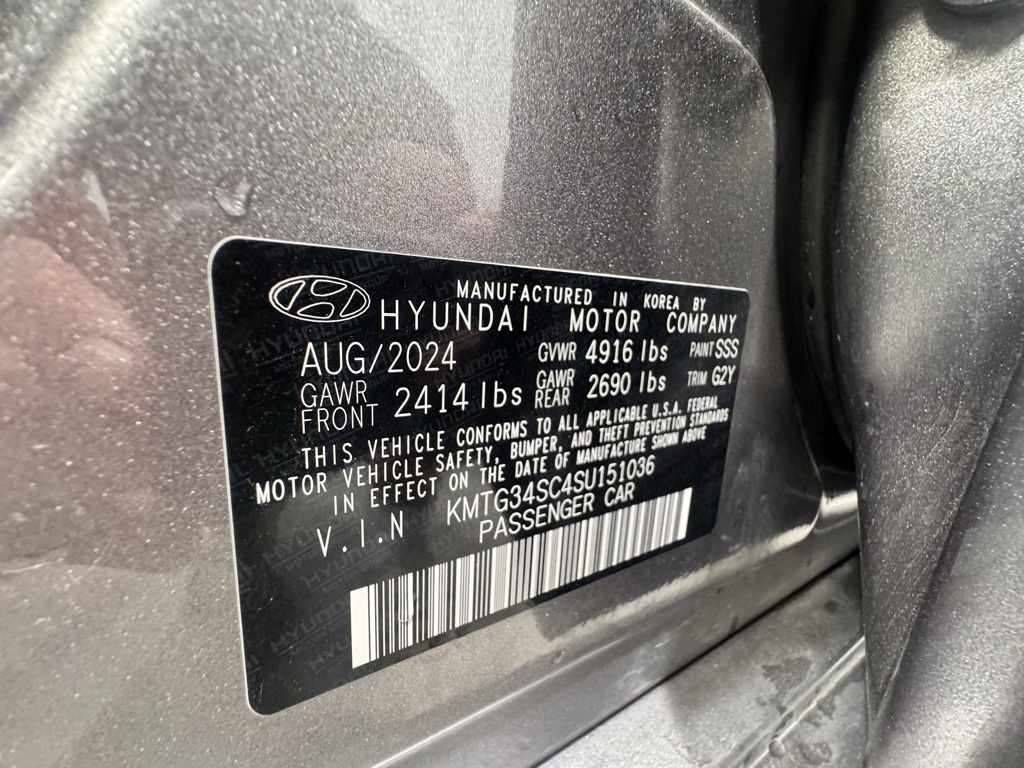 MANUFACTURED IN KOREA BY
HYUNDAI MOTOR COMPANY
AUG/2024 GVWR 4916 lbs PAINT SSS
GAWR FRONT 2414 lbs GAWR REAR 2690 lbs TRIM G2Y
THIS VEHICLE CONFORMS TO ALL APPLICABLE U.S.A. FEDERAL
MOTOR VEHICLE SAFETY, BUMPER, AND THEFT PREVENTION STANDARDS
IN EFFECT ON THE DATE OF MANUFACTURE SHOWN ABOVE
V.I.N KMTG34SC4SU151036
PASSENGER CAR